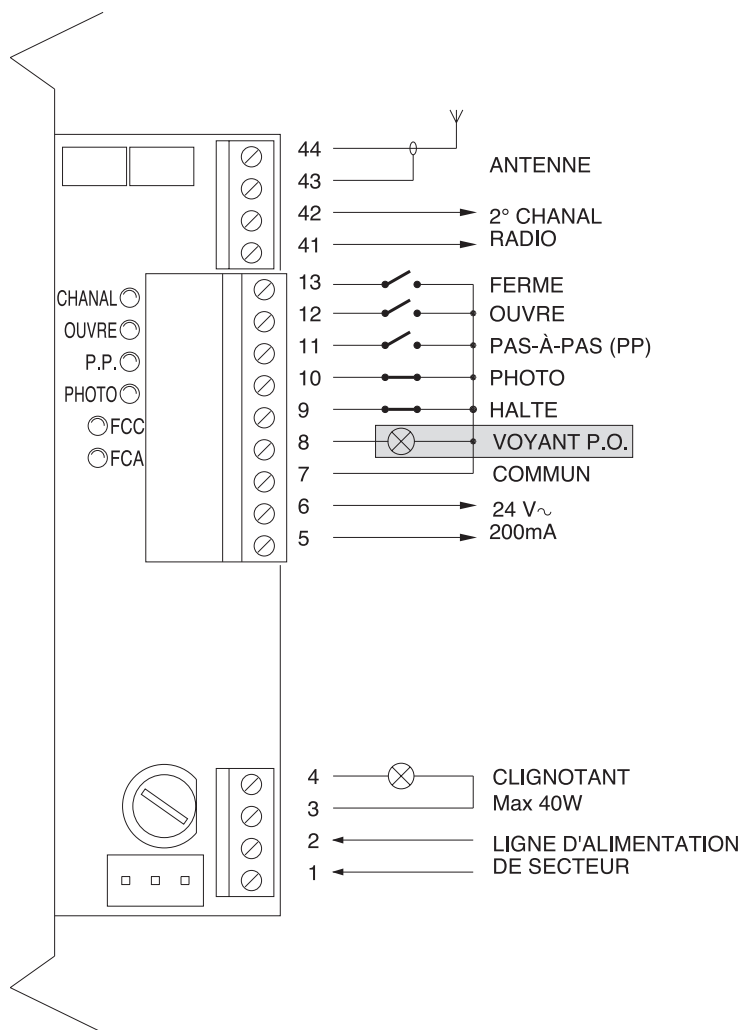 44
43
ANTENNE
42
41
2° CHANAL
RADIO
CHANAL
OUVRE
P.P.
PHOTO
FCC
FCA
13 FERME
12 OUVRE
11 PAS-À-PAS (PP)
10 PHOTO
9 HALTE
8 VOYANT P.O.
7 COMMUN
6
5
24 V~
200mA
4 CLIGNOTANT
3 Max 40W
2
1
LIGNE D'ALIMENTATION
DE SECTEUR